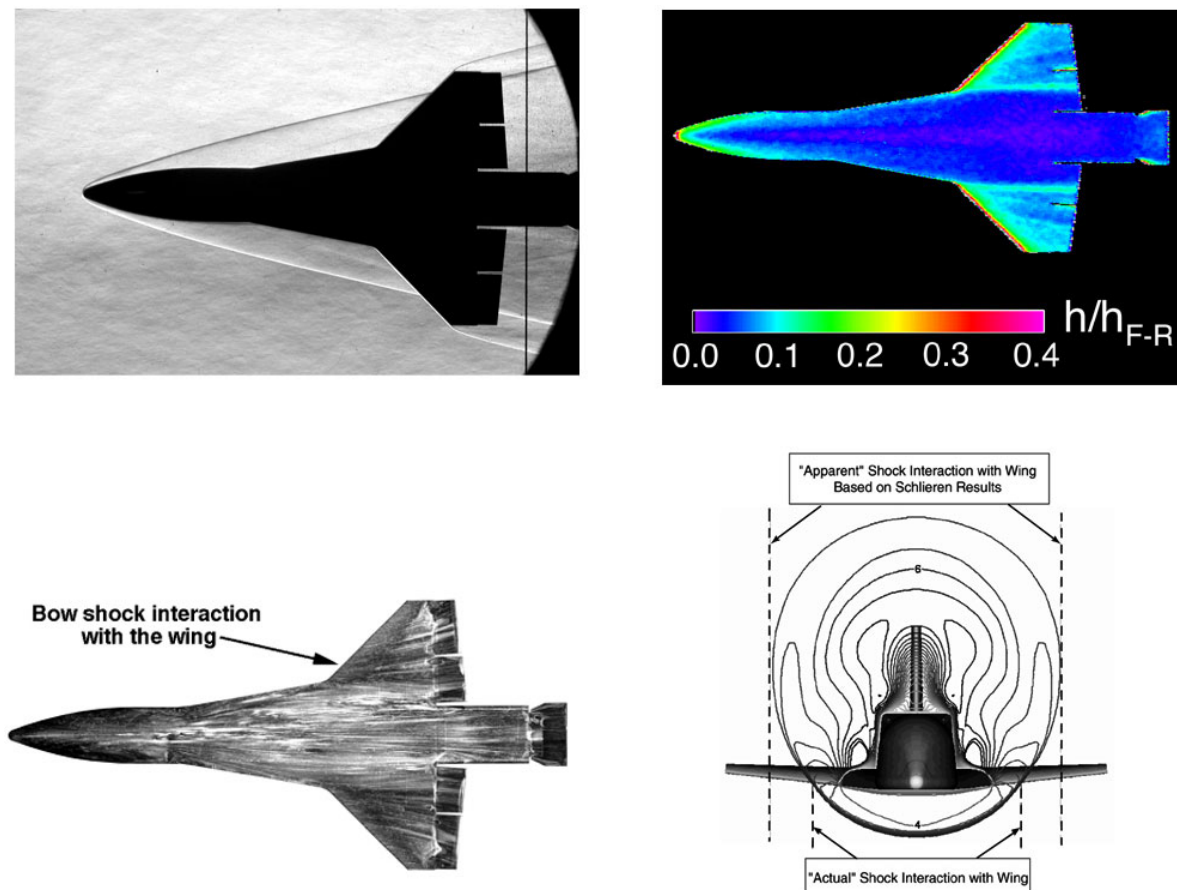 h/hF-R
0.0 0.1 0.2 0.3 0.4
Bow shock interaction
with the wing
"Apparent" Shock Interaction with Wing
Based on Schlieren Results
6
4
"Actual" Shock Interaction with Wing